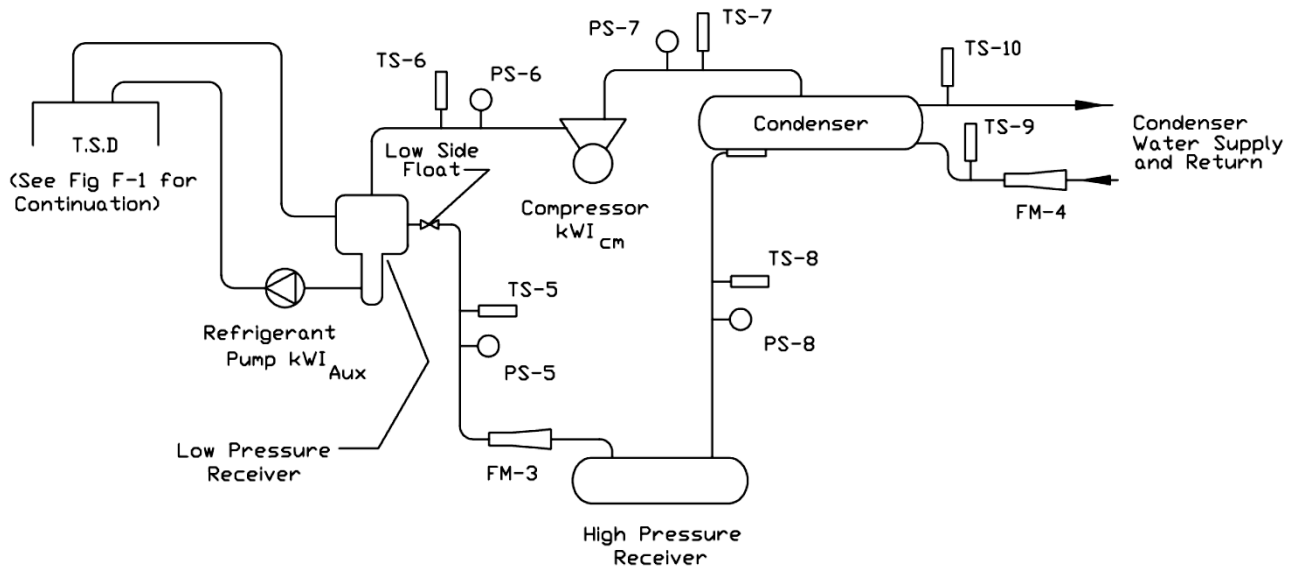 PS-7
TS-7
TS-6
PS-6
TS-10
T.S.D
(See Fig F-1 for
Continuation)
Low Side
Float
Condenser
TS-9
Condenser
Water Supply
and Return
FM-4
Compressor
kWI cm
TS-8
PS-8
TS-5
PS-5
Refrigerant
Pump kWI Aux
Low Pressure
Receiver
FM-3
High Pressure
Receiver